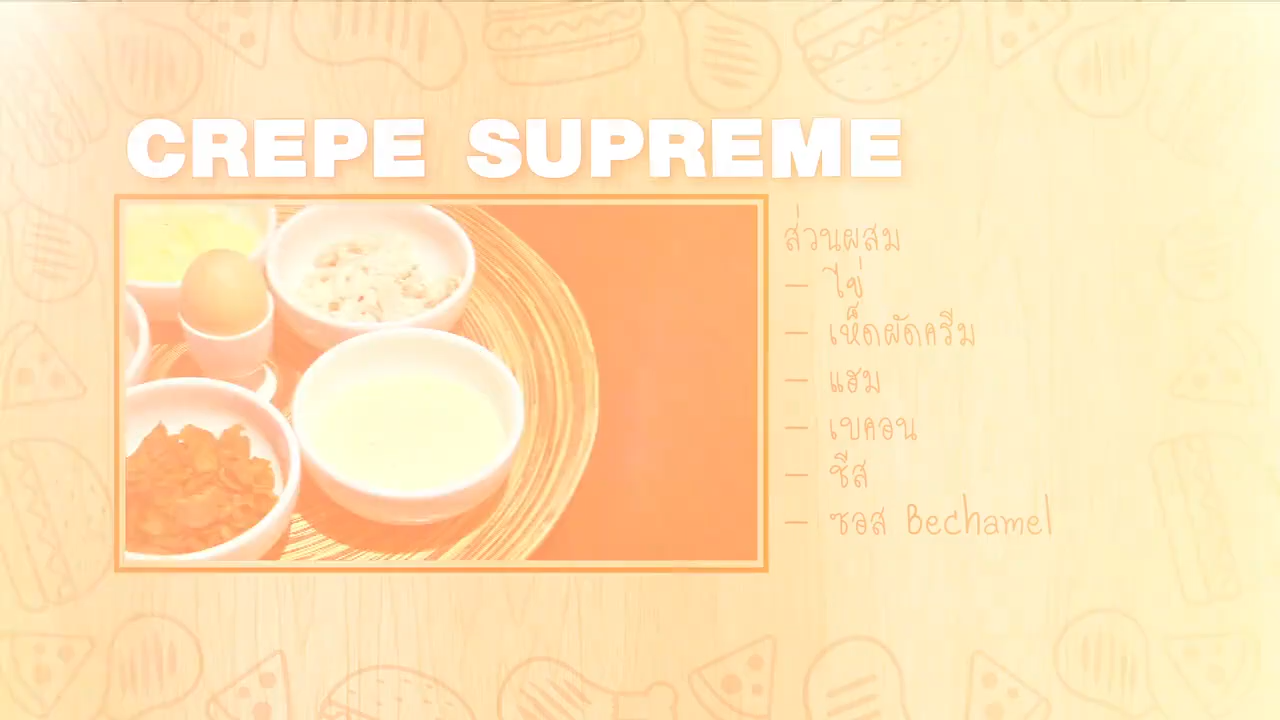 CREPE SUPREME
ส่วนผสม
- ไข่
- เห็ดผัดครีม
- แฮม
- เบคอน
- ชีส
- ซอส Bechamel